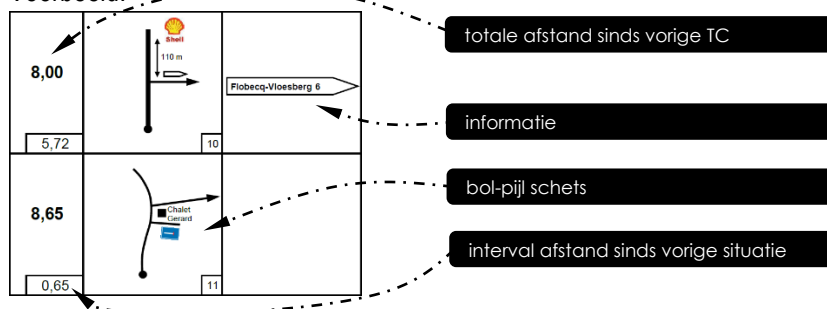 Voorbeeld:
8,00
5,72
Shell
110 m
10
Flobecq-Vloesberg 6
8,65
0,65
Chalet
Gerard
11
totale afstand sinds vorige TC
informatie
bol-pijl schets
interval afstand sinds vorige situatie